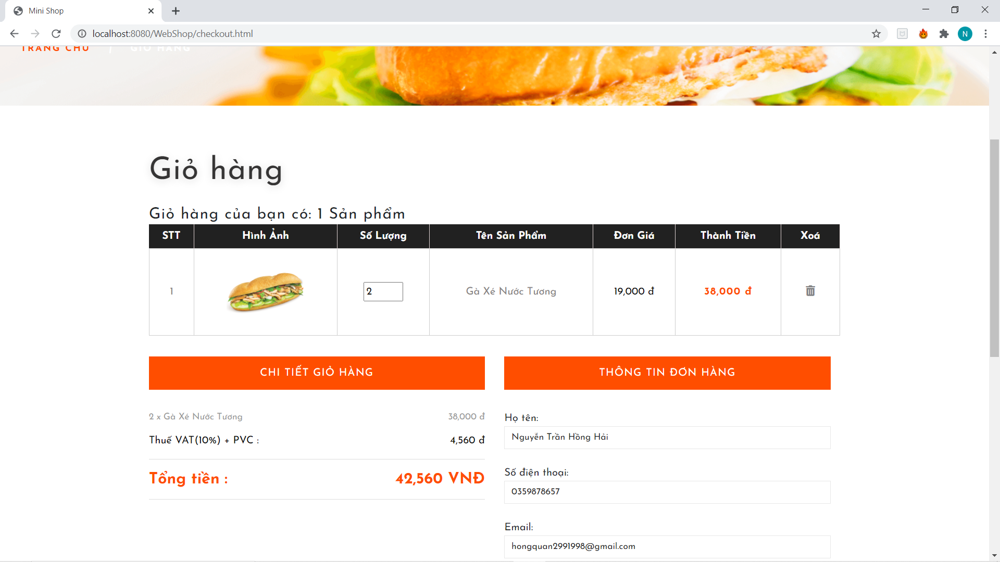 Mini Shop
localhost:8080/WebShop/checkout.html
N
TRANG CHỦ / GIỎ HÀNG
Giỏ hàng
Giỏ hàng của bạn có: 1 Sản phẩm
STT Hình Ảnh Số Lượng Tên Sản Phẩm Đơn Giá Thành Tiền Xoá
1 2 Gà Xé Nước Tương 19,000 đ 38,000 đ
CHI TIẾT GIỎ HÀNG
2 x Gà Xé Nước Tương 38,000 đ
Thuế VAT(10%) + PVC : 4,560 đ
Tổng tiền : 42,560 VNĐ
THÔNG TIN ĐƠN HÀNG
Họ tên:
Nguyễn Trần Hồng Hải
Số điện thoại:
0359878657
Email:
hongquan2991998@gmail.com